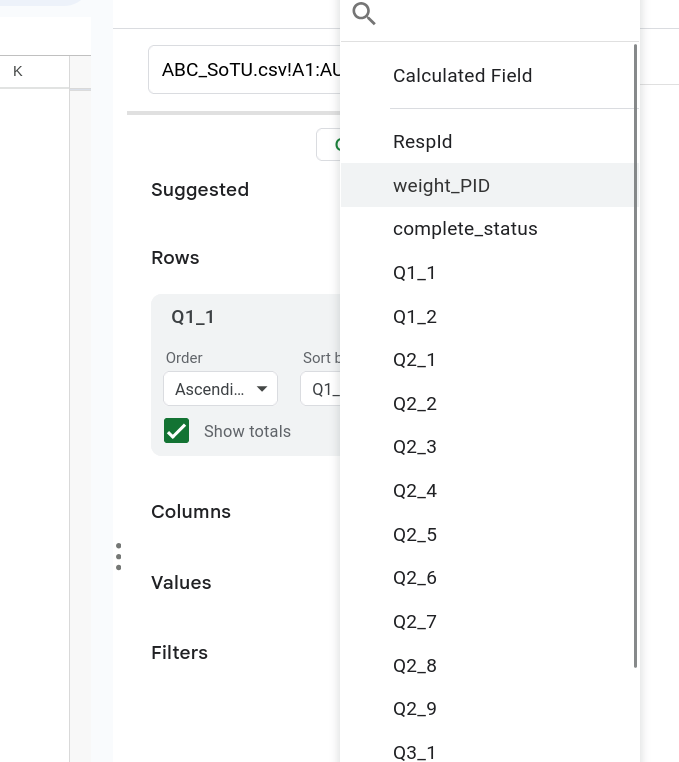 K
ABC_SoTU.csv!A1:AU
Suggested
Rows
Q1_1
Order
Sort b
Ascendi...
Q1_
Show totals
Columns
Values
Filters
Calculated Field
RespId
weight_PID
complete_status
Q1_1
Q1_2
Q2_1
Q2_2
Q2_3
Q2_4
Q2_5
Q2_6
Q2_7
Q2_8
Q2_9
Q3_1